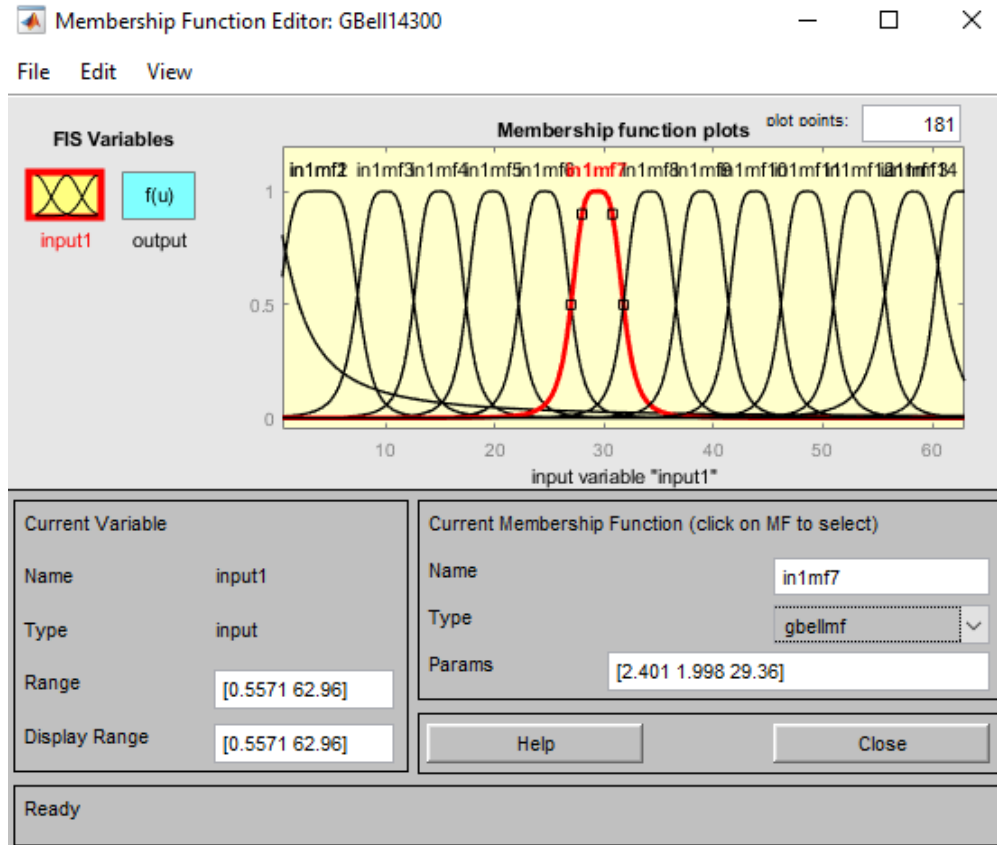 Membership Function Editor: GBell14300
File Edit View
FIS Variables
f(u)
input1 output
Membership function plots
plot points: 181
in1mf3
in1mf7
1
0.5
0
10 20 30 40 50 60
input variable "input1"
Current Variable
Name input1
Type input
Range [0.5571 62.96]
Display Range [0.5571 62.96]
Current Membership Function (click on MF to select)
Name in1mf7
Type gbellmf
Params [2.401 1.998 29.36]
Help Close
Ready